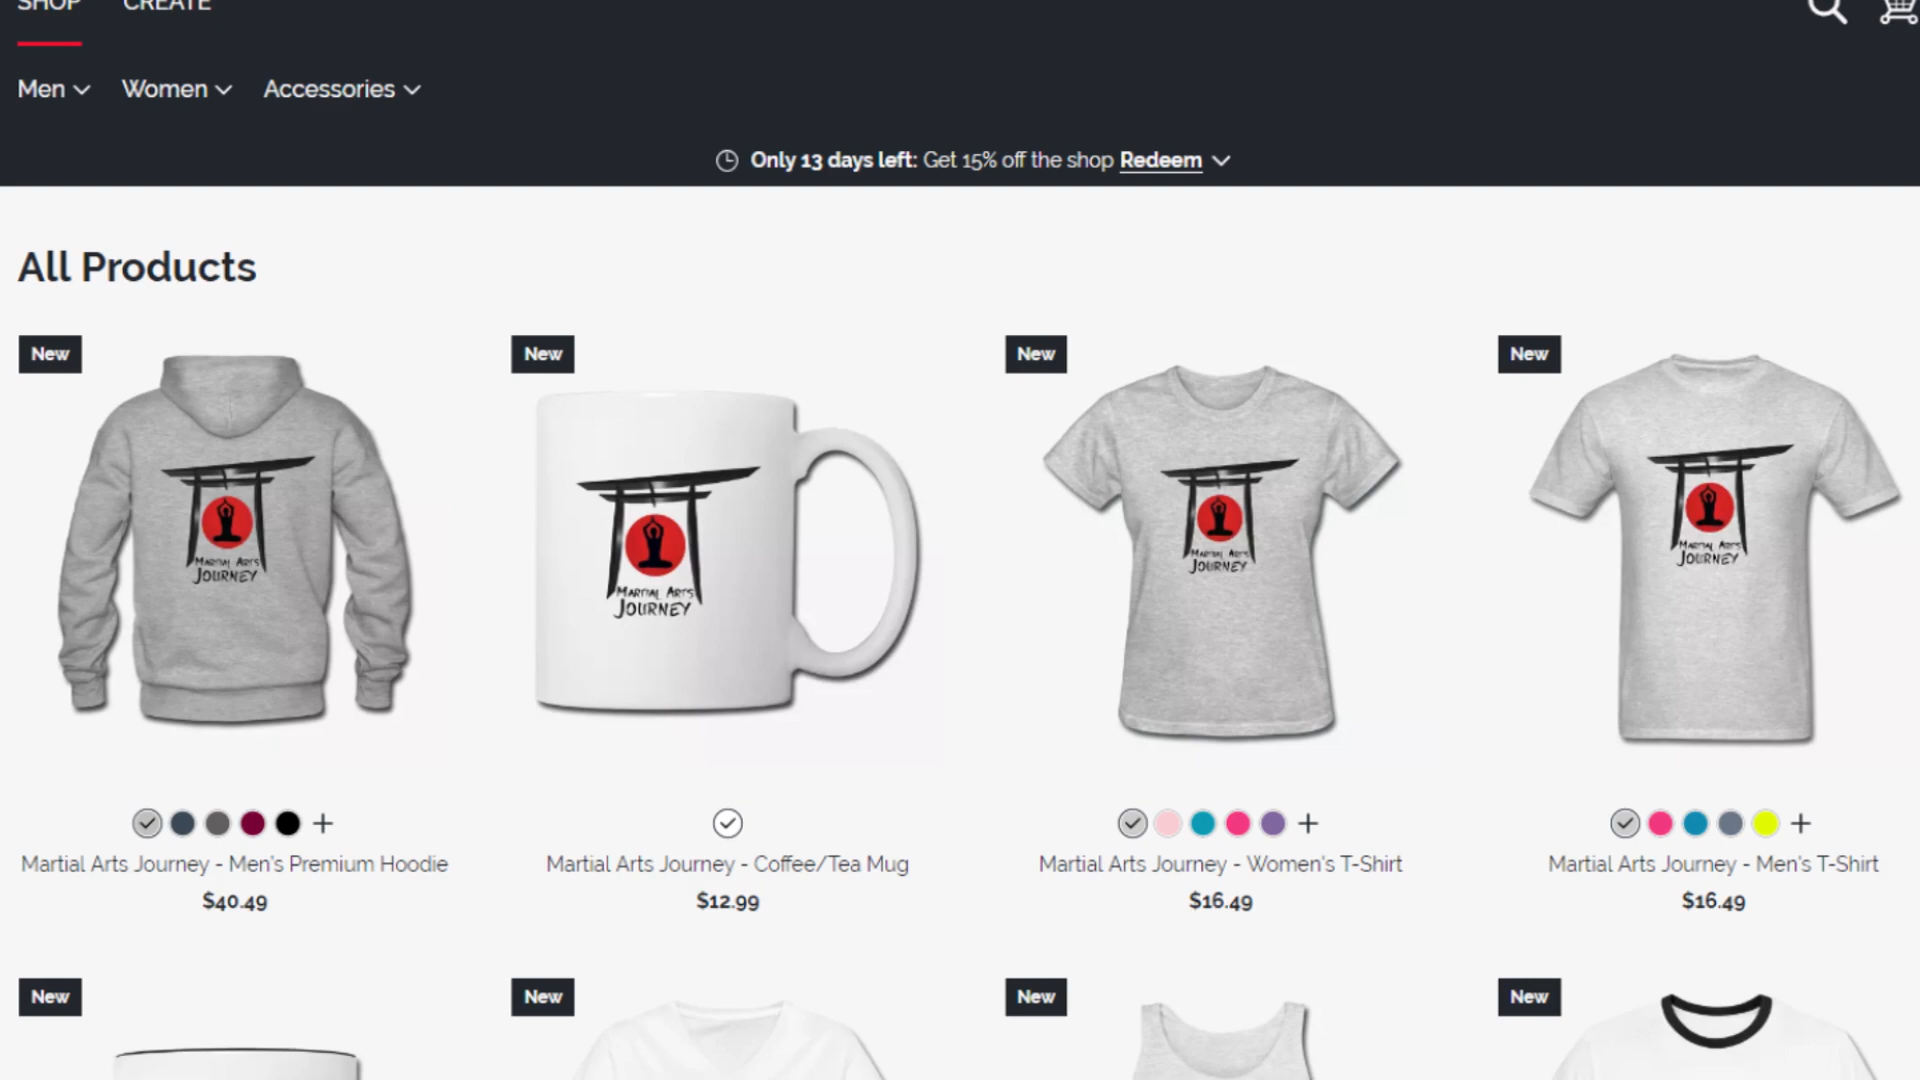 SHOP CREATE
Men Women Accessories
Only 13 days left: Get 15% off the shop Redeem
All Products
New New New New
MARTIAL ARTS
JOURNEY
MARTIAL ARTS
JOURNEY
MARTIAL ARTS
JOURNEY
MARTIAL ARTS
JOURNEY
Martial Arts Journey - Men's Premium Hoodie
$40.49
Martial Arts Journey - Coffee/Tea Mug
$12.99
Martial Arts Journey - Women's T-Shirt
$16.49
Martial Arts Journey - Men's T-Shirt
$16.49
New New New New